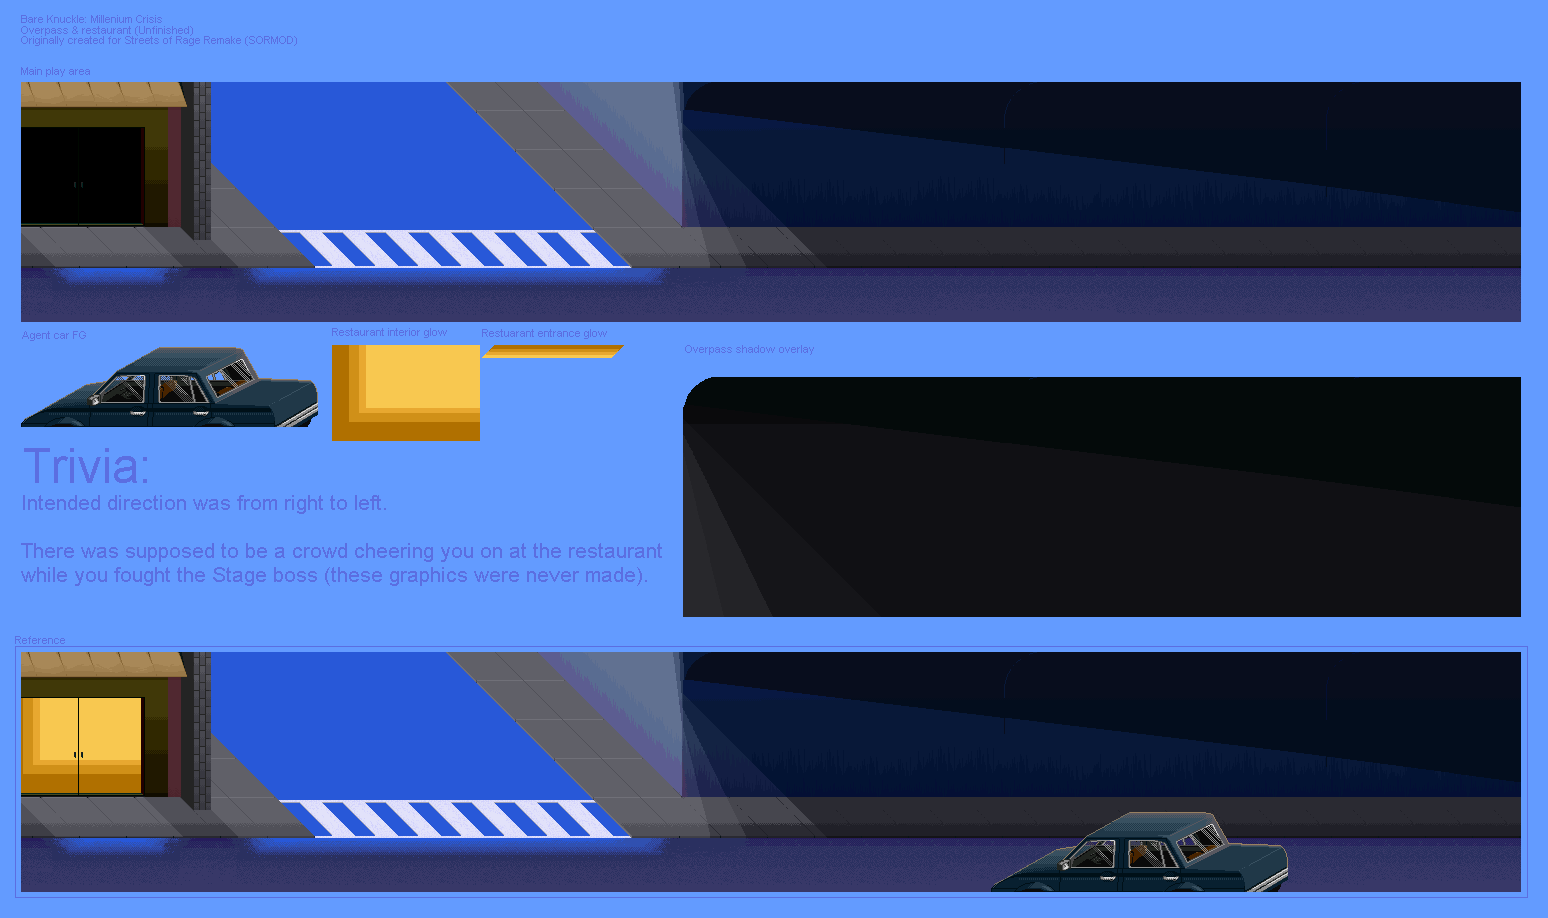 Bare Knuckle: Millenium Crisis
Overpass & restaurant (Unfinished)
Originally created for Streets of Rage Remake (SORMOD)
Main play area
Agent car FG
Restaurant interior glow
Restuarant entrance glow
Overpass shadow overlay
Trivia:
Intended direction was from right to left.
There was supposed to be a crowd cheering you on at the restaurant
while you fought the Stage boss (these graphics were never made).
Reference